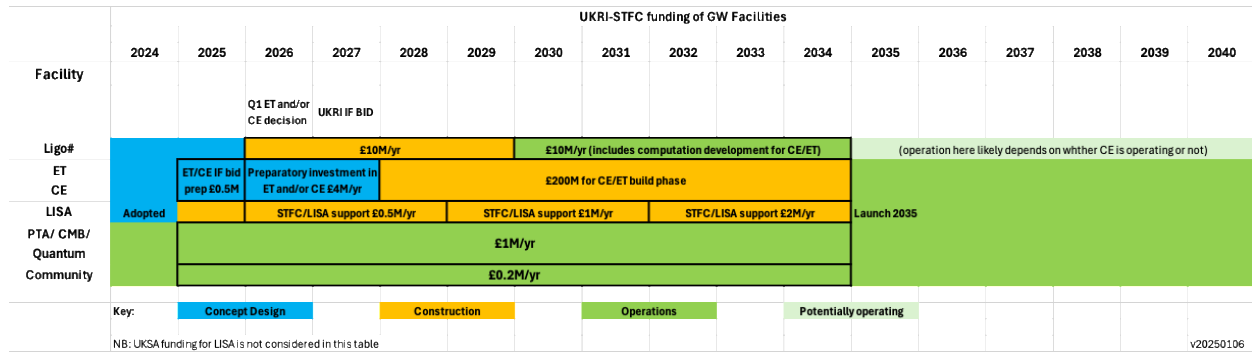 UKRI-STFC funding of GW Facilities
2024 2025 2026 2027 2028 2029 2030 2031 2032 2033 2034 2035 2036 2037 2038 2039 2040
Facility
Q1 ET and/or
CE decision
UKRI IF BID
Ligo# £10M/yr £10M/yr (includes computation development for CE/ET) (operation here likely depends on whther CE is operating or not)
ET
CE
ET/CE IF bid
prep £0.5M
Preparatory investment in
ET and/or CE £4M/yr
£200M for CE/ET build phase
LISA Adopted STFC/LISA support £0.5M/yr STFC/LISA support £1M/yr STFC/LISA support £2M/yr Launch 2035
PTA/ CMB/
Quantum
£1M/yr
Community £0.2M/yr
Key: Concept Design Construction Operations Potentially operating
NB: UKSA funding for LISA is not considered in this table v20250106